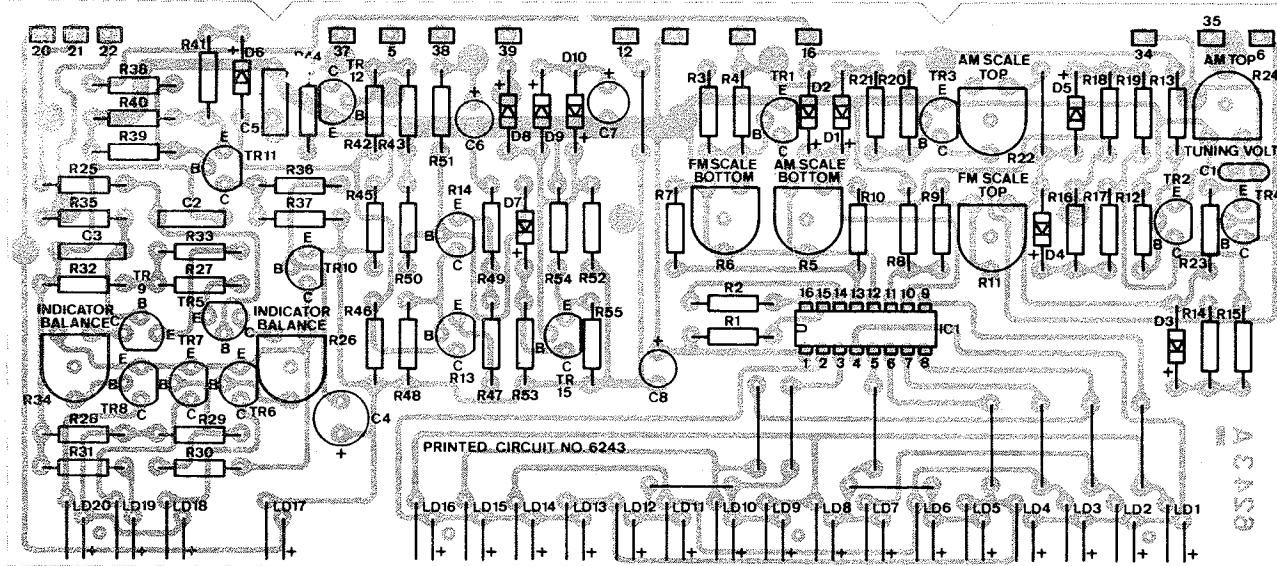 20 21 22 37 5 38 39 12 16 34 35 6
R41 D6 TR 12 D10
R38
R40
R39
C5
TR11
R42 R43 R51 C6 D8 D9 C7
R3 R4 TR1 D2 D1 R21 R20 TR3
AM SCALE TOP
R22
D5 R18 R19 R13
AM TOP R24
TUNING VOLT
C1
R25
R35
C3
R32
C2
R33
R27
R36
R37
TR10
R45 R50 R14 R49 D7 R54 R52
R7
FM SCALE BOTTOM
R6
AM SCALE BOTTOM
R5
R10 R9 R8
FM SCALE TOP
R11
D4 R16 R17 R12 TR2 R23 TR4
TR 9 TR5
INDICATOR BALANCE
R34
TR8 TR7 TR6
INDICATOR BALANCE
R26
C4
R46 R48 R13 R47 R53 TR 15 R55
C8
R2
R1
16 15 14 13 12 11 10 9
IC1
1 2 3 4 5 6 7 8
D3 R14 R15
R28
R31
R29
R30
PRINTED CIRCUIT NO. 6243
A 3428
LD20 LD19 LD18 LD17 LD16 LD15 LD14 LD13 LD12 LD11 LD10 LD9 LD8 LD7 LD6 LD5 LD4 LD3 LD2 LD1